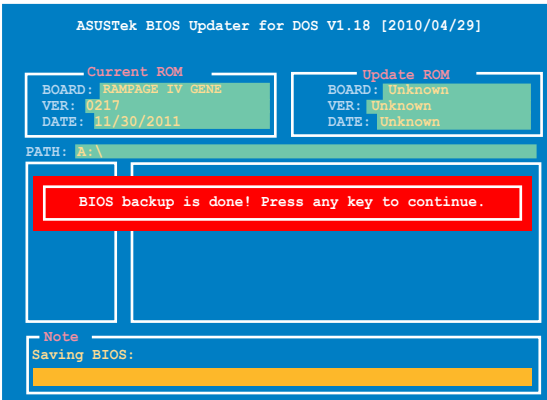 ASUSTek BIOS Updater for DOS V1.18 [2010/04/29]
Current ROM
BOARD: RAMPAGE IV GENE
VER: 0217
DATE: 11/30/2011
Update ROM
BOARD: Unknown
VER: Unknown
DATE: Unknown
PATH: A:\
BIOS backup is done! Press any key to continue.
Note
Saving BIOS: